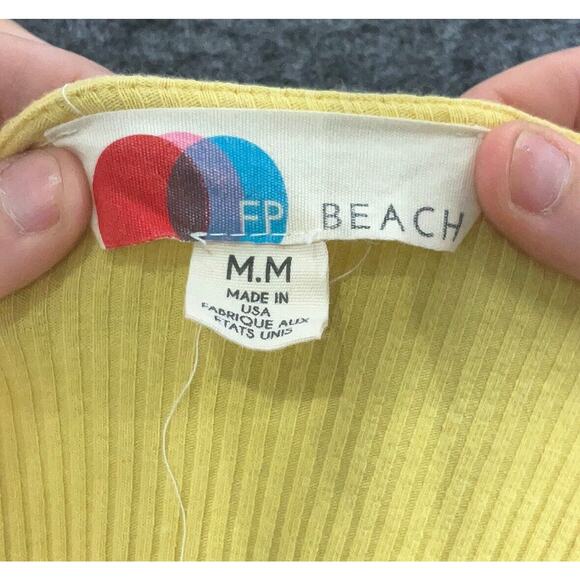 FP BEACH
M.M
MADE IN
USA
FABRIQUE AUX
ETATS UNIS